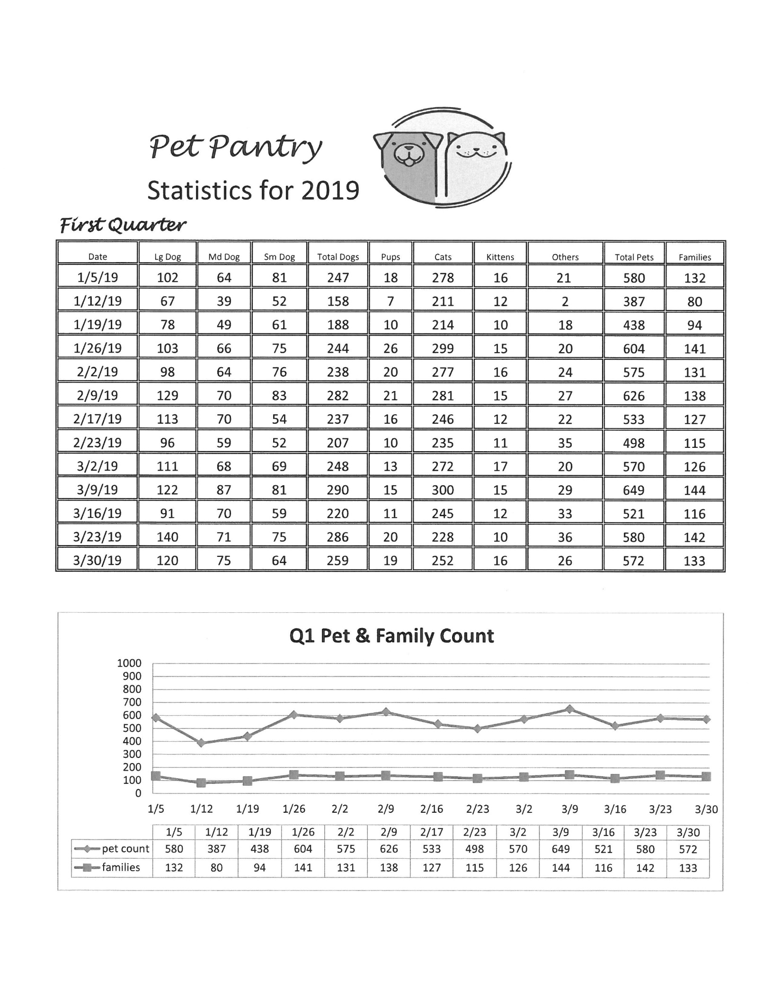 Pet Pantry
Statistics for 2019
First Quarter
Date Lg Dog Md Dog Sm Dog Total Dogs Pups Cats Kittens Others Total Pets Families
1/5/19 102 64 81 247 18 278 16 21 580 132
1/12/19 67 39 52 158 7 211 12 2 387 80
1/19/19 78 49 61 188 10 214 10 18 438 94
1/26/19 103 66 75 244 26 299 15 20 604 141
2/2/19 98 64 76 238 20 277 16 24 575 131
2/9/19 129 70 83 282 21 281 15 27 626 138
2/17/19 113 70 54 237 16 246 12 22 533 127
2/23/19 96 59 52 207 10 235 11 35 498 115
3/2/19 111 68 69 248 13 272 17 20 570 126
3/9/19 122 87 81 290 15 300 15 29 649 144
3/16/19 91 70 59 220 11 245 12 33 521 116
3/23/19 140 71 75 286 20 228 10 36 580 142
3/30/19 120 75 64 259 19 252 16 26 572 133
Q1 Pet & Family Count
1000
900
800
700
600
500
400
300
200
100
0
1/5 1/12 1/19 1/26 2/2 2/9 2/16 2/23 3/2 3/9 3/16 3/23 3/30
1/5 1/12 1/19 1/26 2/2 2/9 2/17 2/23 3/2 3/9 3/16 3/23 3/30
pet count 580 387 438 604 575 626 533 498 570 649 521 580 572
families 132 80 94 141 131 138 127 115 126 144 116 142 133